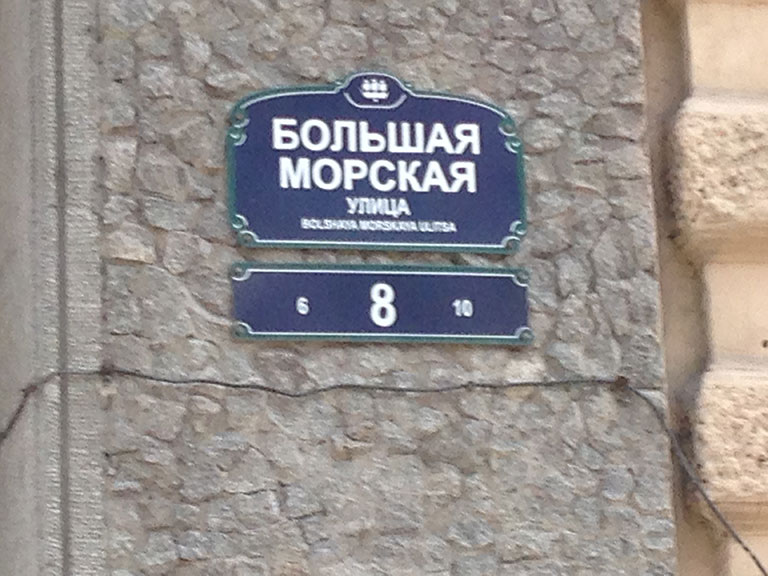 БОЛЬШАЯ
МОРСКАЯ
УЛИЦА
BOLSHAYA MORSKAYA ULITSA
6 8 10